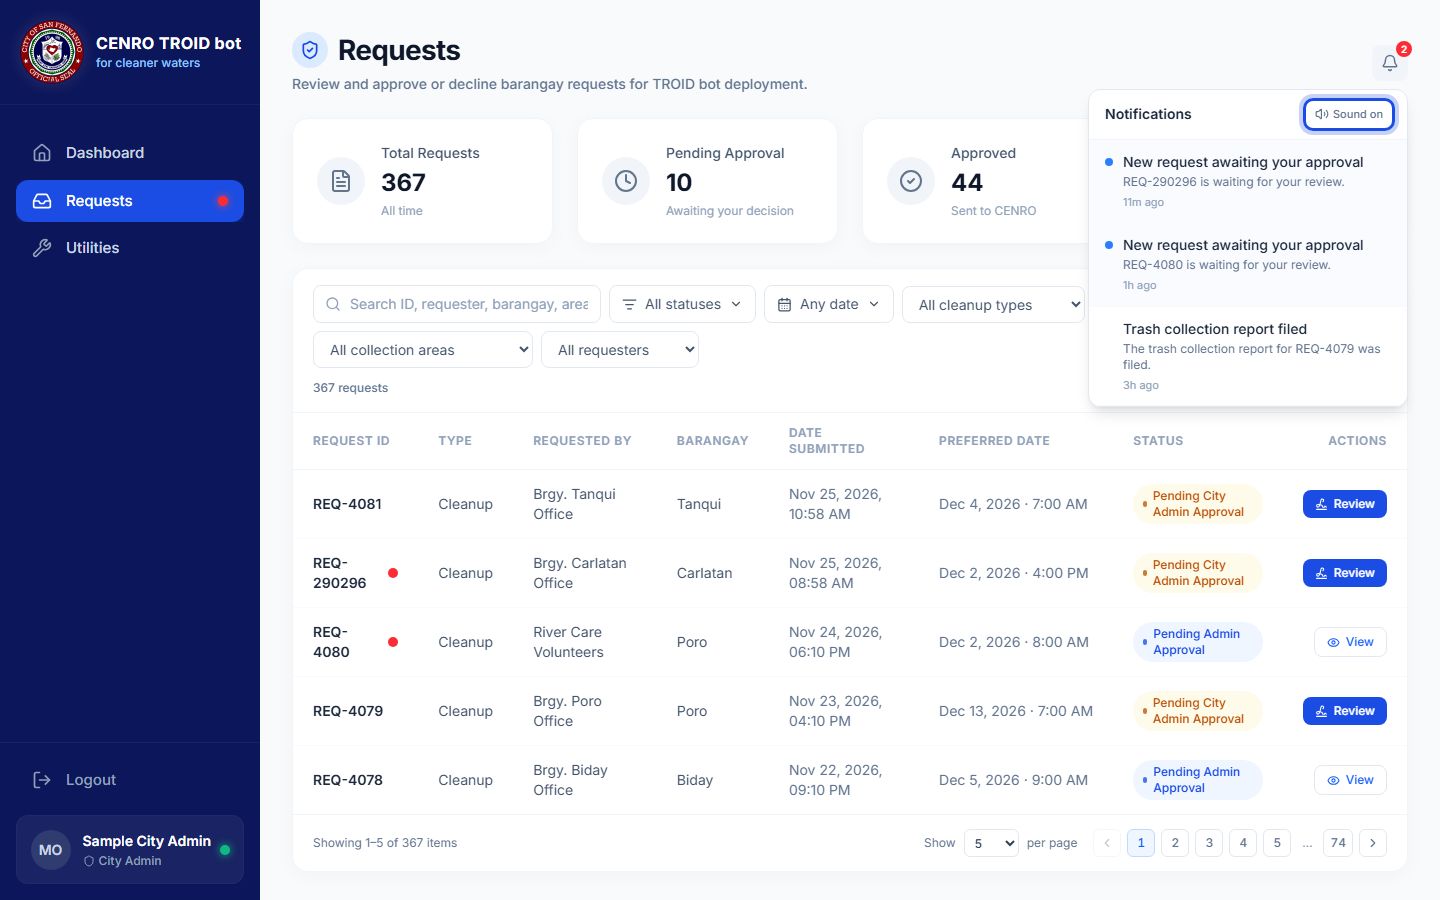 CITY OF SAN FERNANDO
OFFICIAL SEAL
CENRO TROID bot
for cleaner waters
Dashboard
Requests
Utilities
Logout
MO
Sample City Admin
City Admin
Requests
Review and approve or decline barangay requests for TROID bot deployment.
2
Total Requests
367
All time
Pending Approval
10
Awaiting your decision
Approved
44
Sent to CENRO
Notifications
Sound on
New request awaiting your approval
REQ-290296 is waiting for your review.
11m ago
New request awaiting your approval
REQ-4080 is waiting for your review.
1h ago
Trash collection report filed
The trash collection report for REQ-4079 was
filed.
3h ago
Search ID, requester, barangay, area
All statuses
Any date
All cleanup types
All collection areas
All requesters
367 requests
REQUEST ID TYPE REQUESTED BY BARANGAY DATE SUBMITTED PREFERRED DATE STATUS ACTIONS
REQ-4081 Cleanup Brgy. Tanqui Office Tanqui Nov 25, 2026, 10:58 AM Dec 4, 2026 · 7:00 AM Pending City Admin Approval Review
REQ-290296 Cleanup Brgy. Carlatan Office Carlatan Nov 25, 2026, 08:58 AM Dec 2, 2026 · 4:00 PM Pending City Admin Approval Review
REQ-4080 Cleanup River Care Volunteers Poro Nov 24, 2026, 06:10 PM Dec 2, 2026 · 8:00 AM Pending Admin Approval View
REQ-4079 Cleanup Brgy. Poro Office Poro Nov 23, 2026, 04:10 PM Dec 13, 2026 · 7:00 AM Pending City Admin Approval Review
REQ-4078 Cleanup Brgy. Biday Office Biday Nov 22, 2026, 09:10 PM Dec 5, 2026 · 9:00 AM Pending Admin Approval View
Showing 1–5 of 367 items
Show 5 per page
1 2 3 4 5 ... 74